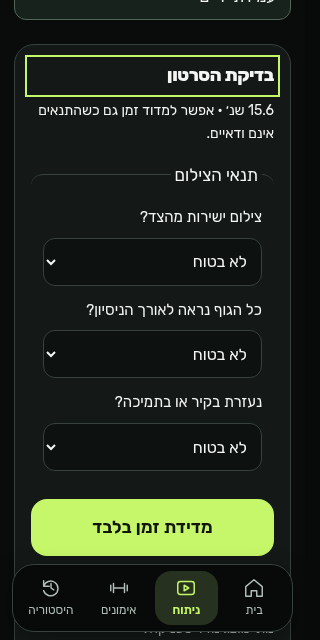 בדיקת הסרטון
15.6 שנ׳ • אפשר למדוד זמן גם כשהתנאים
אינם ודאיים.
תנאי הצילום
צילום ישירות מהצד?
לא בטוח
כל הגוף נראה לאורך הניסיון?
לא בטוח
נעזרת בקיר או בתמיכה?
לא בטוח
מדידת זמן בלבד
בית
ניתוח
אימונים
היסטוריה